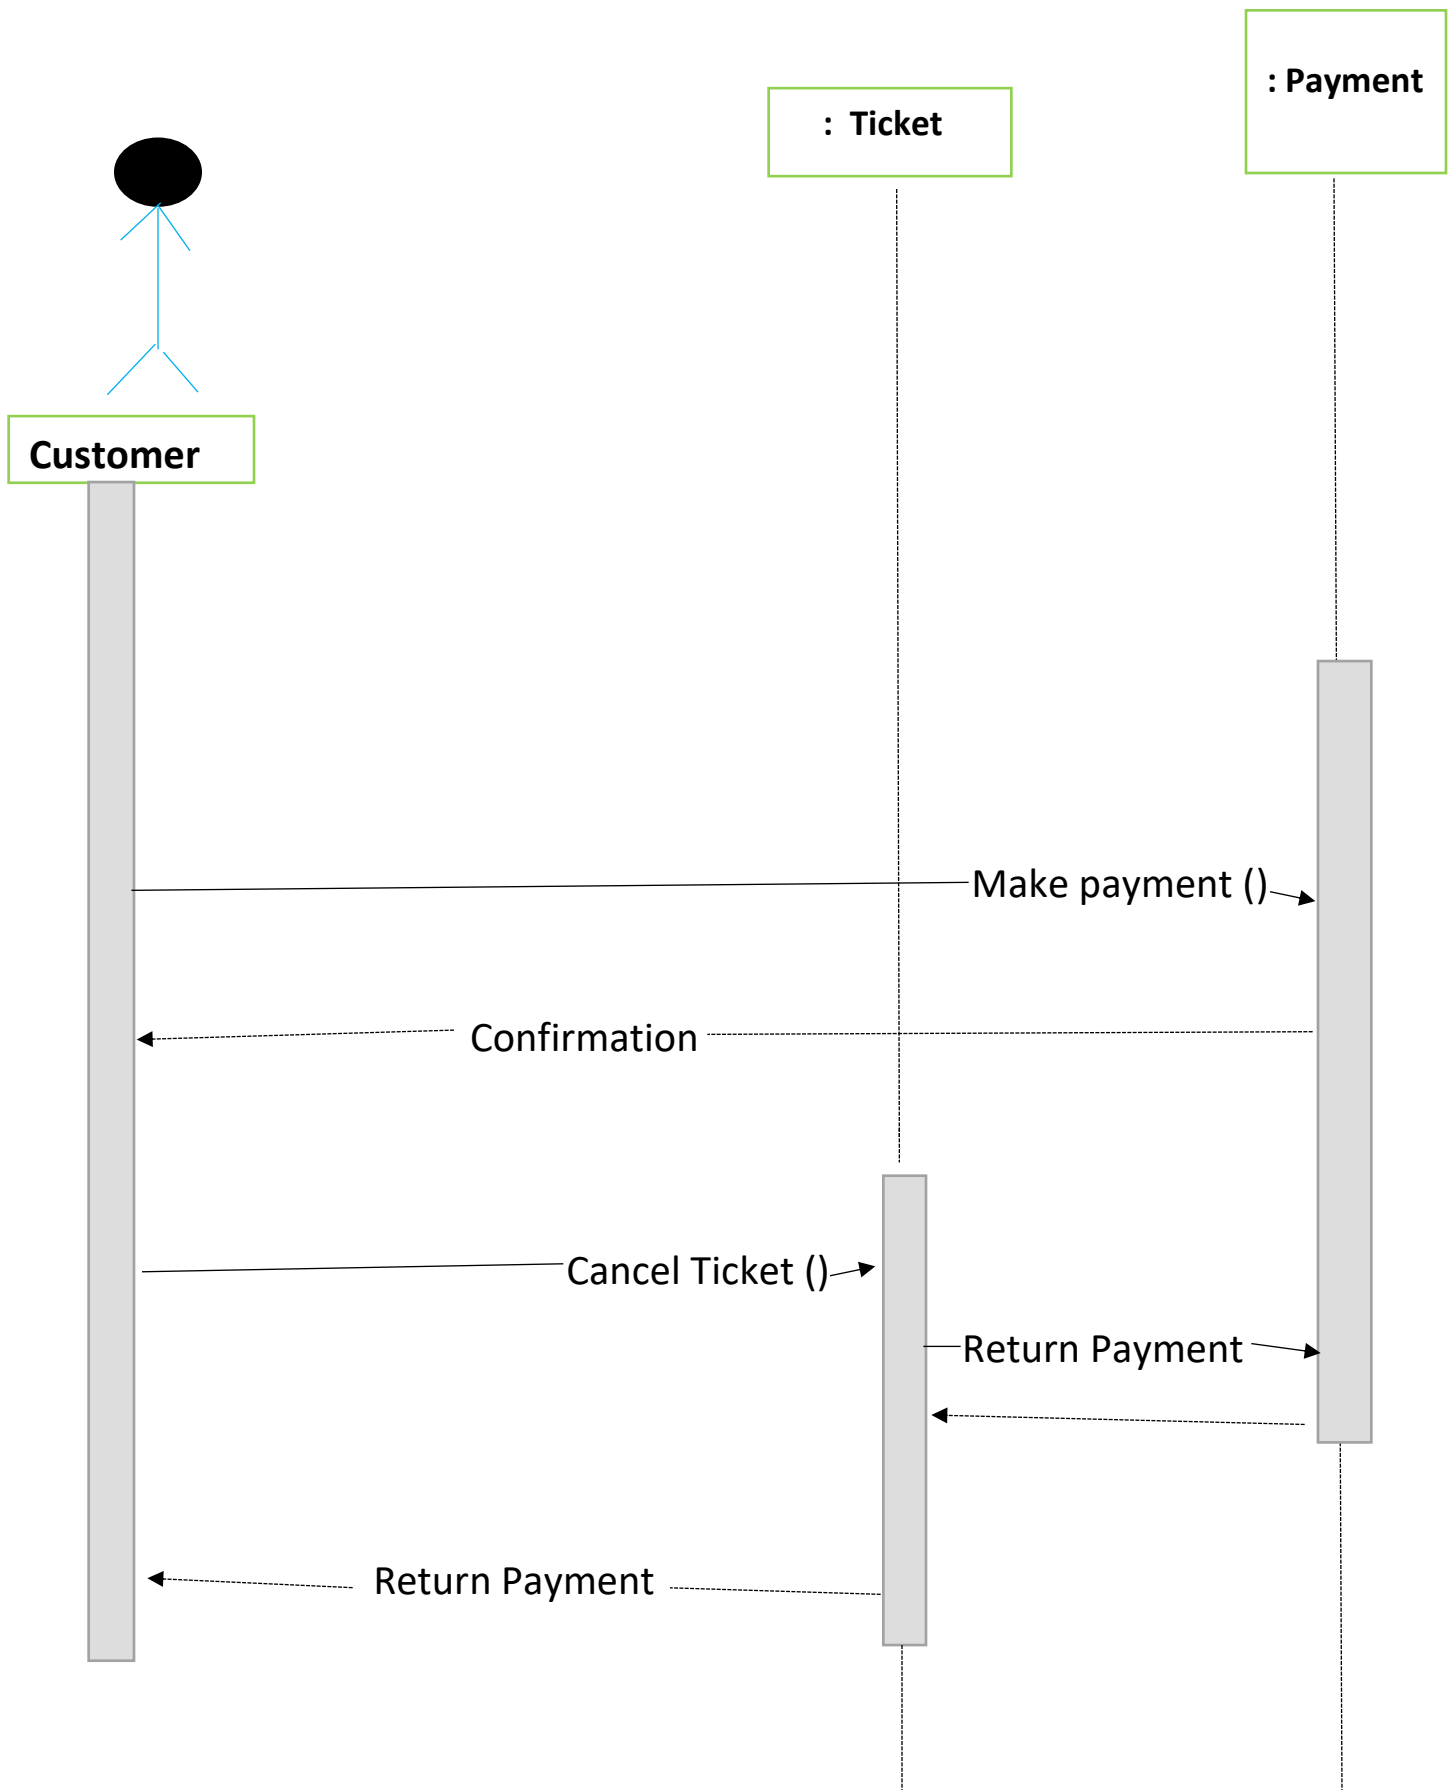 : Payment
: Ticket
Customer
Make payment ()
Confirmation
Cancel Ticket ()
Return Payment
Return Payment